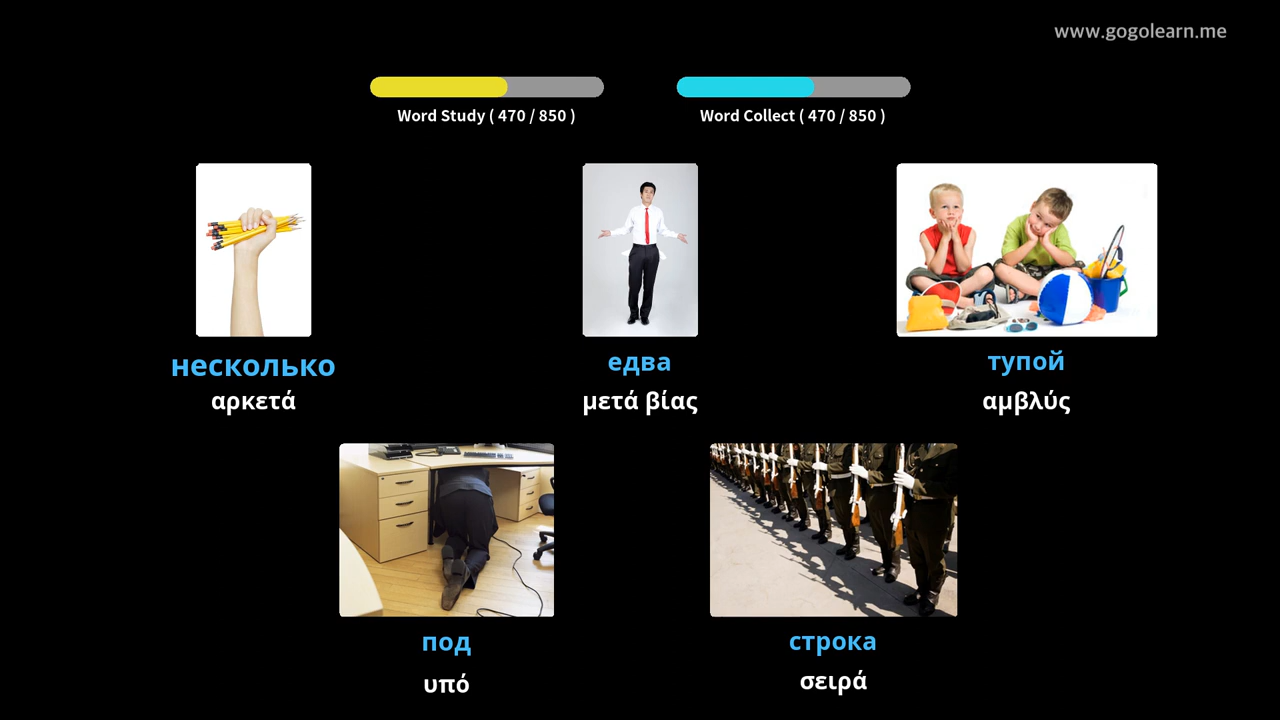 www.gogolearn.me
Word Study ( 470 / 850 )
Word Collect ( 470 / 850 )
несколько
αρκετά
едва
μετά βίας
тупой
αμβλύς
под
υπό
строка
σειρά